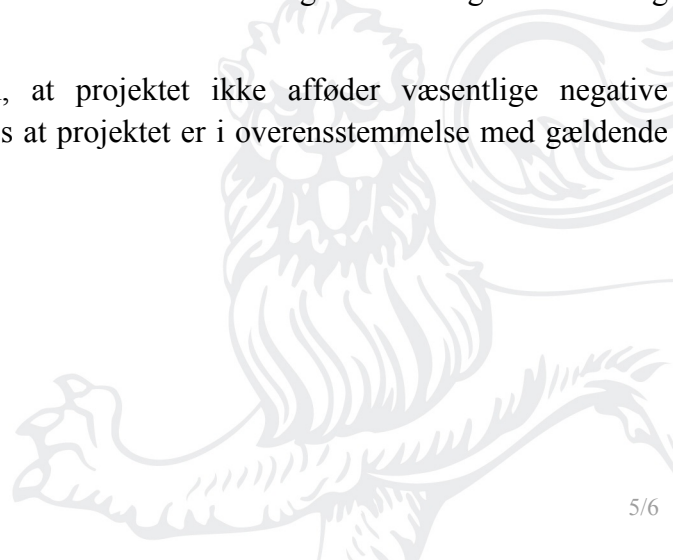 , at projektet ikke afføder væsentlige negative
s at projektet er i overensstemmelse med gældende
5/6